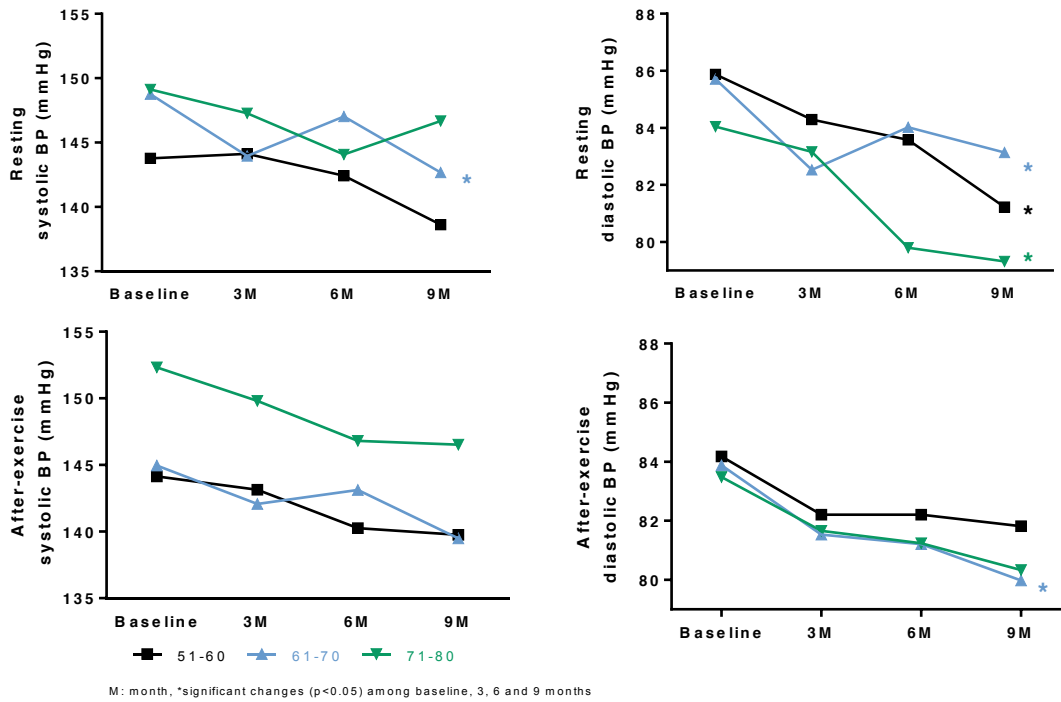 Resting
systolic BP (mmHg)
155
150
145
140
135
Baseline 3M 6M 9M
*
Resting
diastolic BP (mmHg)
88
86
84
82
80
Baseline 3M 6M 9M
*
*
*
After-exercise
systolic BP (mmHg)
155
150
145
140
135
Baseline 3M 6M 9M
After-exercise
diastolic BP (mmHg)
88
86
84
82
80
Baseline 3M 6M 9M
*
51-60 61-70 71-80
M: month, *significant changes (p<0.05) among baseline, 3, 6 and 9 months